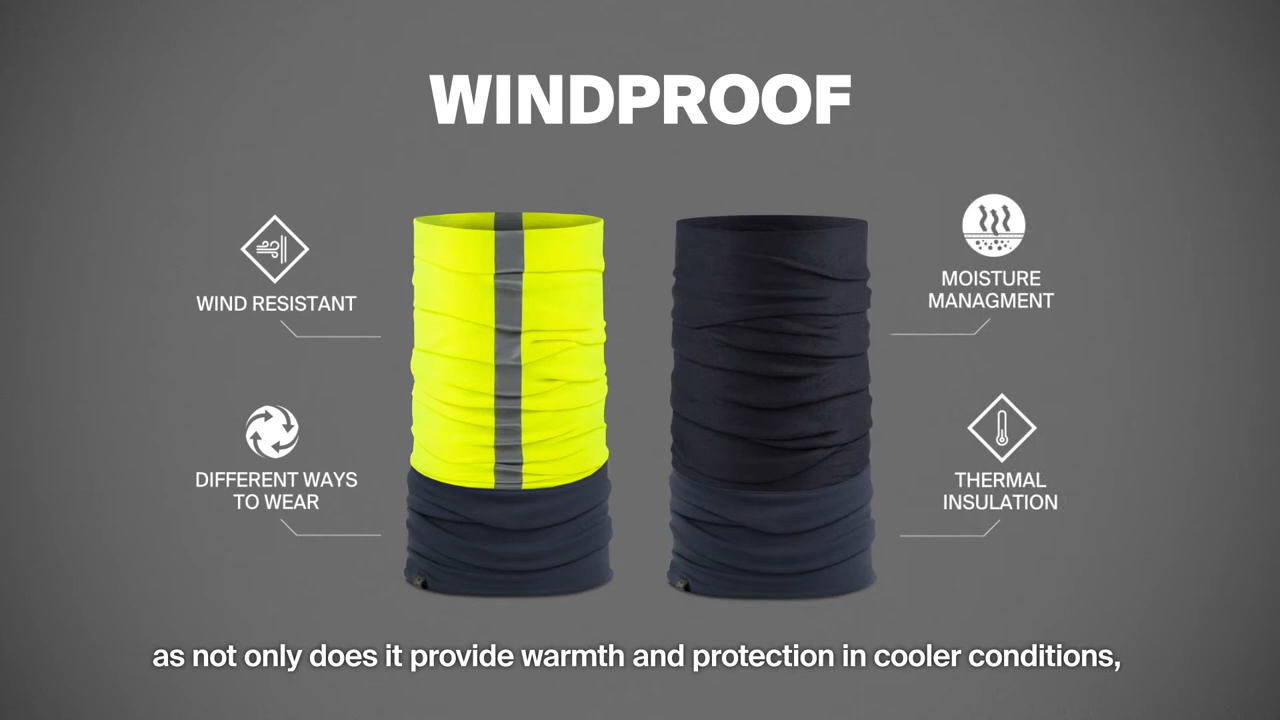 WINDPROOF
WIND RESISTANT
MOISTURE
MANAGMENT
DIFFERENT WAYS
TO WEAR
THERMAL
INSULATION
as not only does it provide warmth and protection in cooler conditions,